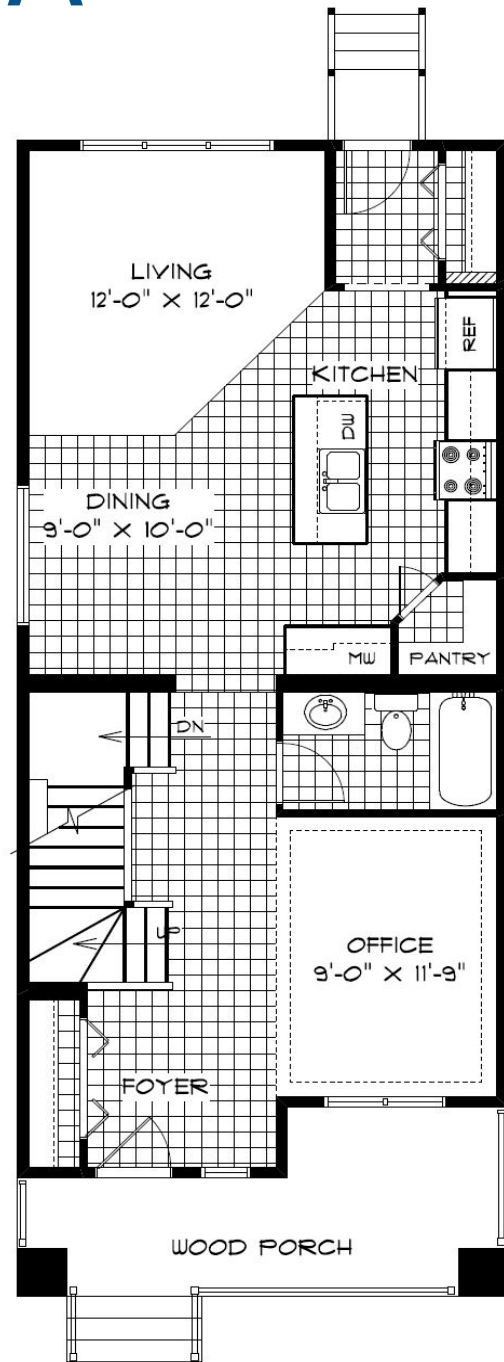 LIVING
12'-0" X 12'-0"
REF
KITCHEN
DW
DINING
9'-0" X 10'-0"
MW
PANTRY
DN
UP
OFFICE
9'-0" X 11'-9"
FOYER
WOOD PORCH